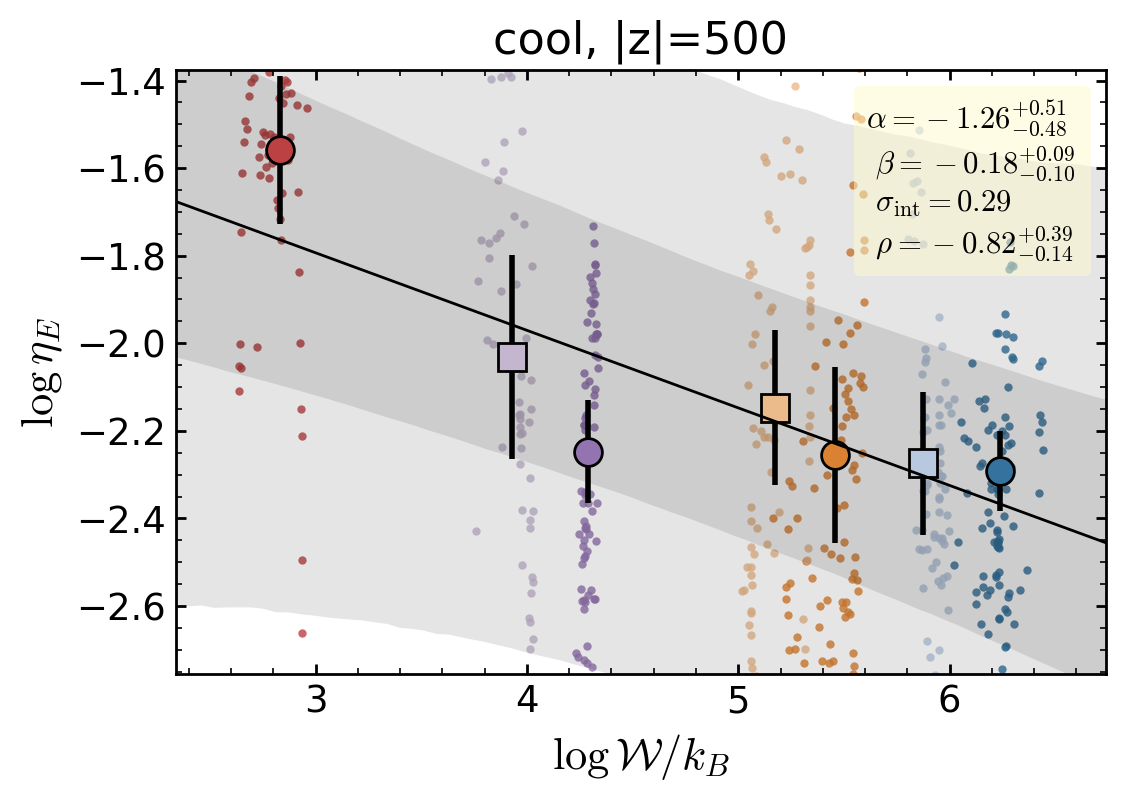 cool, |z|=500
−1.4
−1.6
−1.8
−2.0
−2.2
−2.4
−2.6
log η_E
α = −1.26^{+0.51}_{−0.48}
β = −0.18^{+0.09}_{−0.10}
σ_int = 0.29
ρ = −0.82^{+0.39}_{−0.14}
3 4 5 6
log 𝒲/k_B